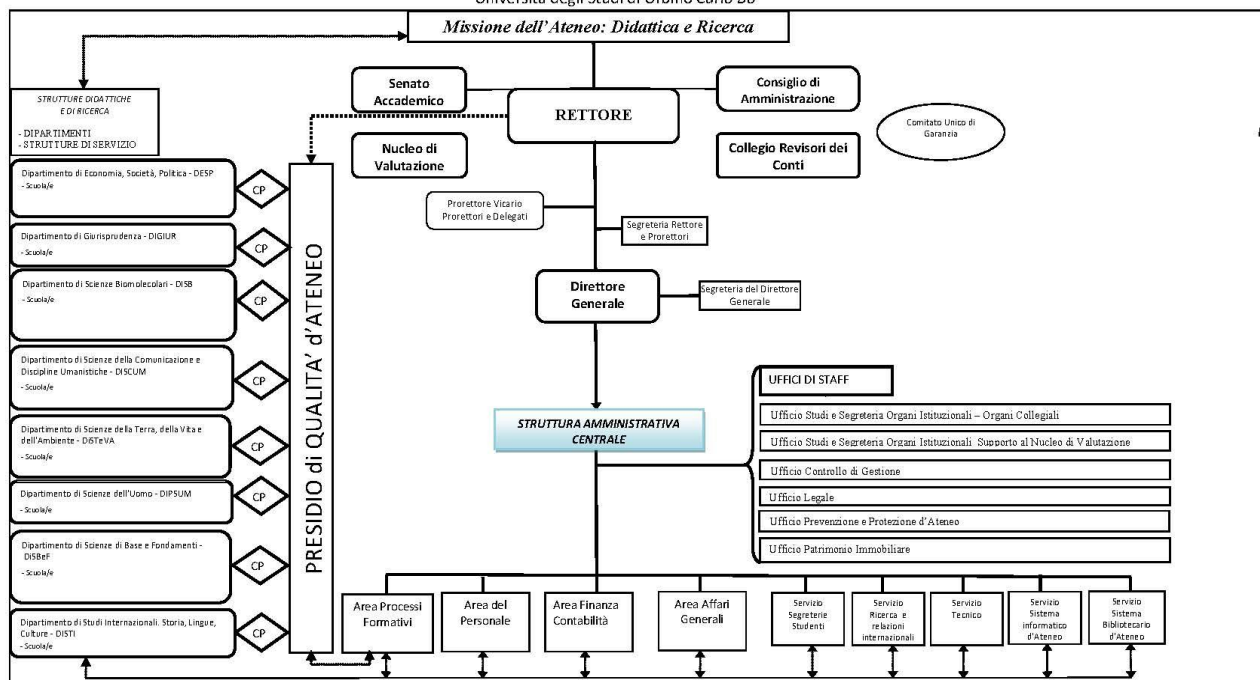 Università degli Studi di Urbino Carlo Bo
Missione dell'Ateneo: Didattica e Ricerca
STRUTTURE DIDATTICHE
E DI RICERCA
- DIPARTIMENTI
- STRUTTURE DI SERVIZIO
Senato
Accademico
Consiglio di
Amministrazione
RETTORE
Comitato Unico di
Garanzia
Nucleo di
Valutazione
Collegio Revisori dei
Conti
Prorettore Vicario
Prorettori e Delegati
Segreteria Rettore
e Prorettori
Direttore
Generale
Segreteria del Direttore
Generale
Dipartimento di Economia, Società, Politica - DESP
- Scuola/e
CP
Dipartimento di Giurisprudenza - DIGIUR
- Scuola/e
CP
Dipartimento di Scienze Biomolecolari - DISB
- Scuola/e
CP
Dipartimento di Scienze della Comunicazione e
Discipline Umanistiche - DISCUM
- Scuola/e
CP
Dipartimento di Scienze della Terra, della Vita e
dell'Ambiente - DiSTeVA
- Scuola/e
CP
Dipartimento di Scienze dell'Uomo - DIPSUM
- Scuola/e
CP
Dipartimento di Scienze di Base e Fondamenti -
DiSBeF
- Scuola/e
CP
Dipartimento di Studi Internazionali. Storia, Lingue,
Culture - DISTI
- Scuola/e
CP
PRESIDIO di QUALITA' d'ATENEO
STRUTTURA AMMINISTRATIVA
CENTRALE
UFFICI DI STAFF
Ufficio Studi e Segreteria Organi Istituzionali – Organi Collegiali
Ufficio Studi e Segreteria Organi Istituzionali Supporto al Nucleo di Valutazione
Ufficio Controllo di Gestione
Ufficio Legale
Ufficio Prevenzione e Protezione d'Ateneo
Ufficio Patrimonio Immobiliare
Area Processi
Formativi
Area del
Personale
Area Finanza
Contabilità
Area Affari
Generali
Servizio
Segreterie
Studenti
Servizio
Ricerca e
relazioni
internazionali
Servizio
Tecnico
Servizio
Sistema
informatico
d'Ateneo
Servizio
Sistema
Bibliotecario
d'Ateneo